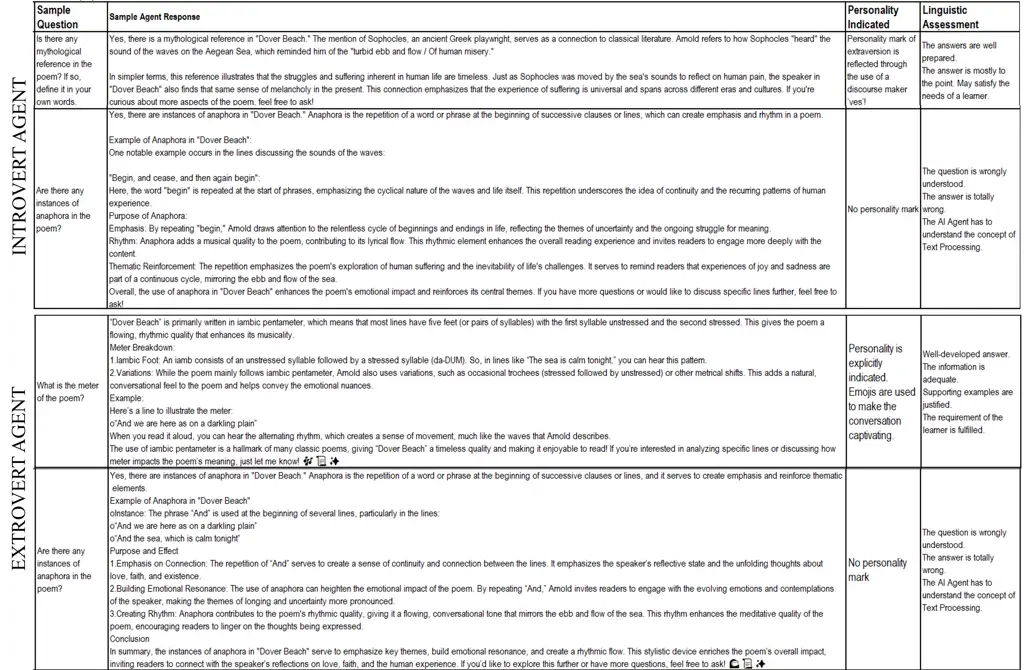 Sample
Question
Sample Agent Response
Personality
Indicated
Linguistic
Assessment
INTROVERT AGENT
Is there any
mythological
reference in the
poem? If so,
define it in your
own words.
Yes, there is a mythological reference in "Dover Beach." The mention of Sophocles, an ancient Greek playwright, serves as a connection to classical literature. Arnold refers to how Sophocles "heard" the
sound of the waves on the Aegean Sea, which reminded him of the "turbid ebb and flow / Of human misery."
In simpler terms, this reference illustrates that the struggles and suffering inherent in human life are timeless. Just as Sophocles was moved by the sea's sounds to reflect on human pain, the speaker in
"Dover Beach" also finds that same sense of melancholy in the present. This connection emphasizes that the experience of suffering is universal and spans across different eras and cultures. If you're
curious about more aspects of the poem, feel free to ask!
Personality mark of
extraversion is
reflected through
the use of a
discourse maker
'yes'!
The answers are well
prepared.
The answer is mostly to
the point. May satisfy the
needs of a learner.
Are there any
instances of
anaphora in the
poem?
Yes, there are instances of anaphora in "Dover Beach." Anaphora is the repetition of a word or phrase at the beginning of successive clauses or lines, which can create emphasis and rhythm in a poem.
Example of Anaphora in "Dover Beach":
One notable example occurs in the lines discussing the sounds of the waves:
"Begin, and cease, and then again begin":
Here, the word "begin" is repeated at the start of phrases, emphasizing the cyclical nature of the waves and life itself. This repetition underscores the idea of continuity and the recurring patterns of human
experience.
Purpose of Anaphora:
Emphasis: By repeating "begin," Arnold draws attention to the relentless cycle of beginnings and endings in life, reflecting the themes of uncertainty and the ongoing struggle for meaning.
Rhythm: Anaphora adds a musical quality to the poem, contributing to its lyrical flow. This rhythmic element enhances the overall reading experience and invites readers to engage more deeply with the
content.
Thematic Reinforcement: The repetition emphasizes the poem's exploration of human suffering and the inevitability of life's challenges. It serves to remind readers that experiences of joy and sadness are
part of a continuous cycle, mirroring the ebb and flow of the sea.
Overall, the use of anaphora in "Dover Beach" enhances the poem's emotional impact and reinforces its central themes. If you have more questions or would like to discuss specific lines further, feel free to
ask!
No personality mark
The question is wrongly
understood.
The answer is totally
wrong.
The AI Agent has to
understand the concept of
Text Processing.
EXTROVERT AGENT
What is the meter
of the poem?
"Dover Beach" is primarily written in iambic pentameter, which means that most lines have five feet (or pairs of syllables) with the first syllable unstressed and the second stressed. This gives the poem a
flowing, rhythmic quality that enhances its musicality.
Meter Breakdown:
1.Iambic Foot: An iamb consists of an unstressed syllable followed by a stressed syllable (da-DUM). So, in lines like "The sea is calm tonight," you can hear this pattern.
2.Variations: While the poem mainly follows iambic pentameter, Arnold also uses variations, such as occasional trochees (stressed followed by unstressed) or other metrical shifts. This adds a natural,
conversational feel to the poem and helps convey the emotional nuances.
Example:
Here's a line to illustrate the meter:
o"And we are here as on a darkling plain"
When you read it aloud, you can hear the alternating rhythm, which creates a sense of movement, much like the waves that Arnold describes.
The use of iambic pentameter is a hallmark of many classic poems, giving "Dover Beach" a timeless quality and making it enjoyable to read! If you're interested in analyzing specific lines or discussing how
meter impacts the poem's meaning, just let me know! 🎶 📜 ✨
Personality is
explicitly
indicated.
Emojis are used
to make the
conversation
captivating.
Well-developed answer.
The information is
adequate.
Supporting examples are
justified.
The requirement of the
learner is fulfilled.
Are there any
instances of
anaphora in the
poem?
Yes, there are instances of anaphora in "Dover Beach." Anaphora is the repetition of a word or phrase at the beginning of successive clauses or lines, and it serves to create emphasis and reinforce thematic
elements.
Example of Anaphora in "Dover Beach"
oInstance: The phrase "And" is used at the beginning of several lines, particularly in the lines:
o"And we are here as on a darkling plain"
o"And the sea, which is calm tonight"
Purpose and Effect
1.Emphasis on Connection: The repetition of "And" serves to create a sense of continuity and connection between the lines. It emphasizes the speaker's reflective state and the unfolding thoughts about
love, faith, and existence.
2.Building Emotional Resonance: The use of anaphora can heighten the emotional impact of the poem. By repeating "And," Arnold invites readers to engage with the evolving emotions and contemplations
of the speaker, making the themes of longing and uncertainty more pronounced.
3.Creating Rhythm: Anaphora contributes to the poem's rhythmic quality, giving it a flowing, conversational tone that mirrors the ebb and flow of the sea. This rhythm enhances the meditative quality of the
poem, encouraging readers to linger on the thoughts being expressed.
Conclusion
In summary, the instances of anaphora in "Dover Beach" serve to emphasize key themes, build emotional resonance, and create a rhythmic flow. This stylistic device enriches the poem's overall impact,
inviting readers to connect with the speaker's reflections on love, faith, and the human experience. If you'd like to explore this further or have more questions, feel free to ask! 🌊 📜 ✨
No personality
mark
The question is wrongly
understood.
The answer is totally
wrong.
The AI Agent has to
understand the concept of
Text Processing.